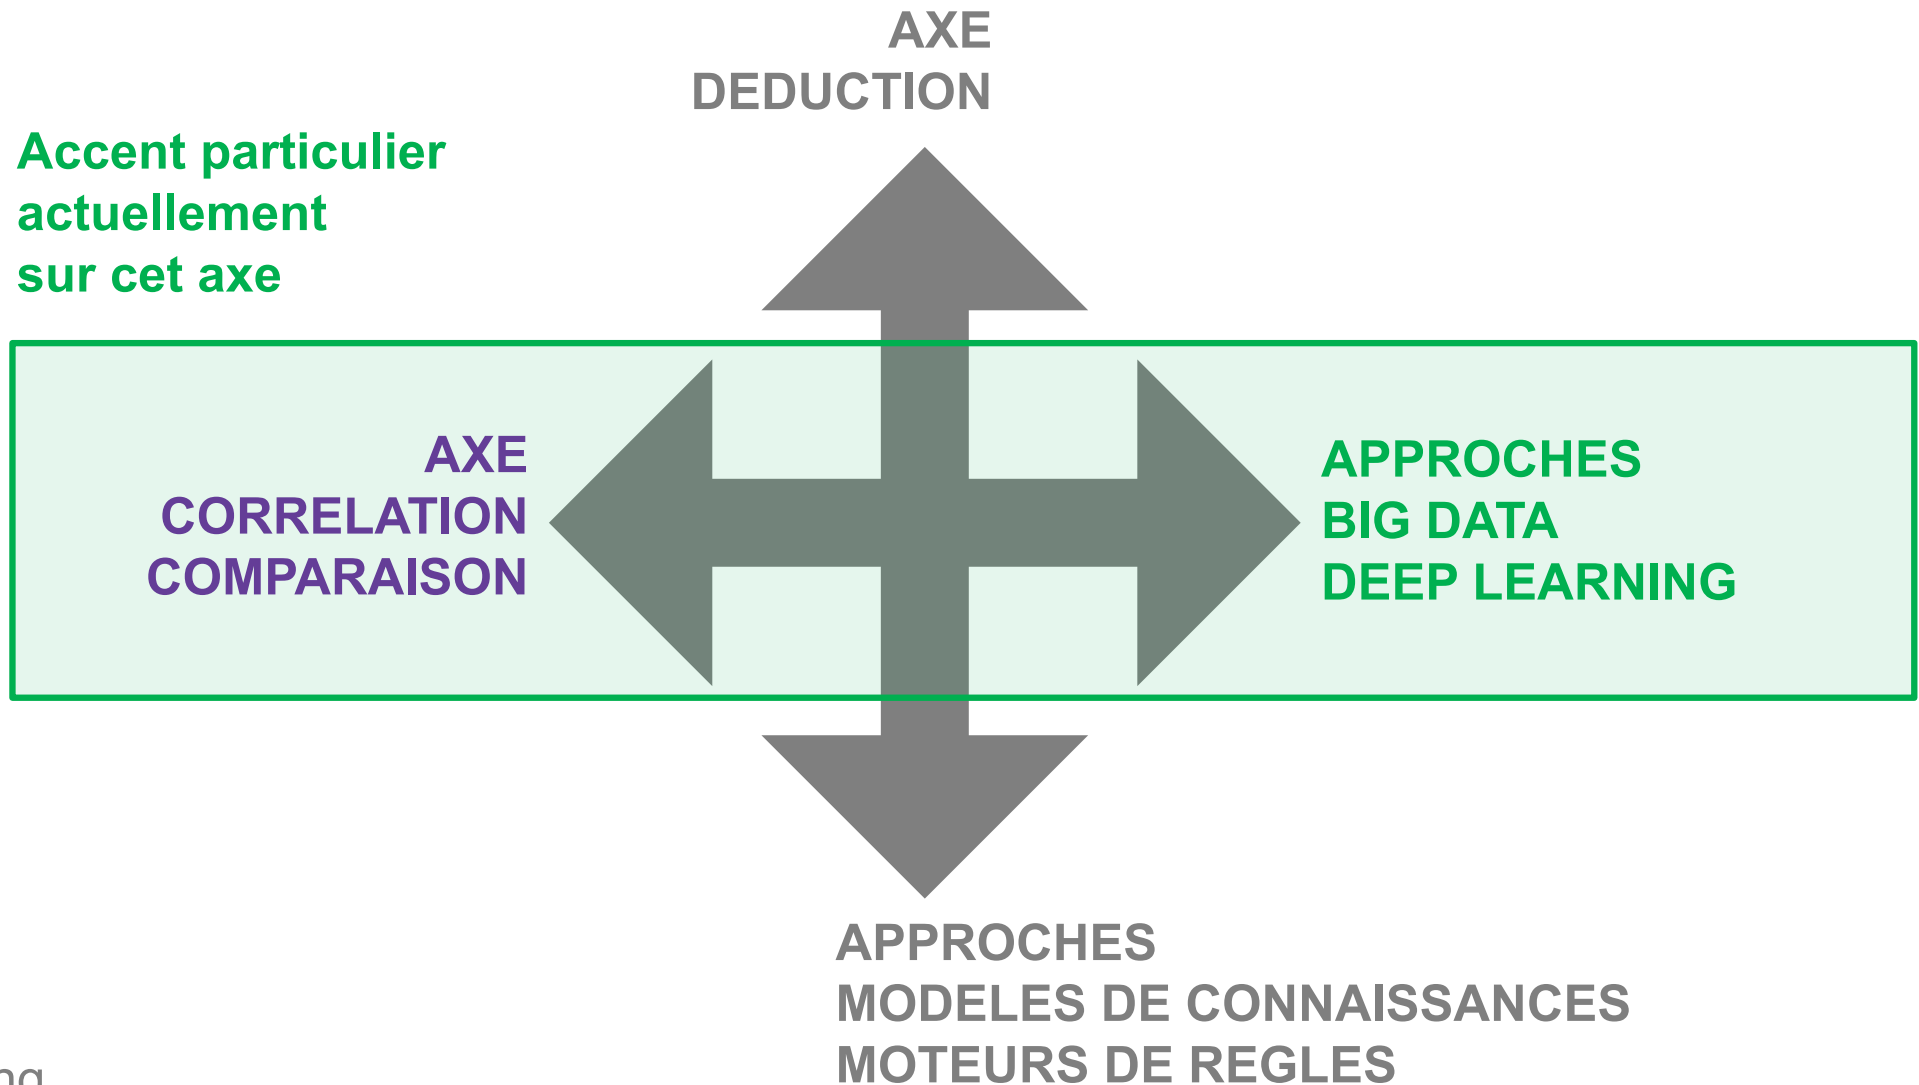 AXE
DEDUCTION
Accent particulier
actuellement
sur cet axe
AXE
CORRELATION
COMPARAISON
APPROCHES
BIG DATA
DEEP LEARNING
APPROCHES
MODELES DE CONNAISSANCES
MOTEURS DE REGLES